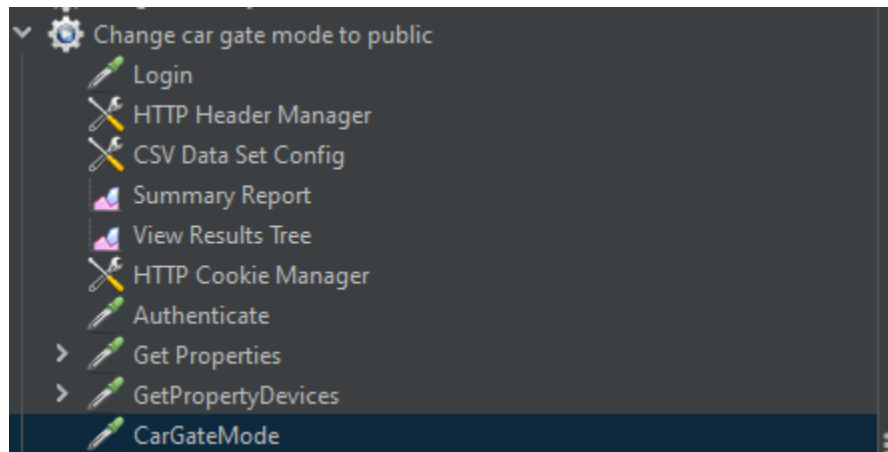 Change car gate mode to public
Login
HTTP Header Manager
CSV Data Set Config
Summary Report
View Results Tree
HTTP Cookie Manager
Authenticate
Get Properties
GetPropertyDevices
CarGateMode